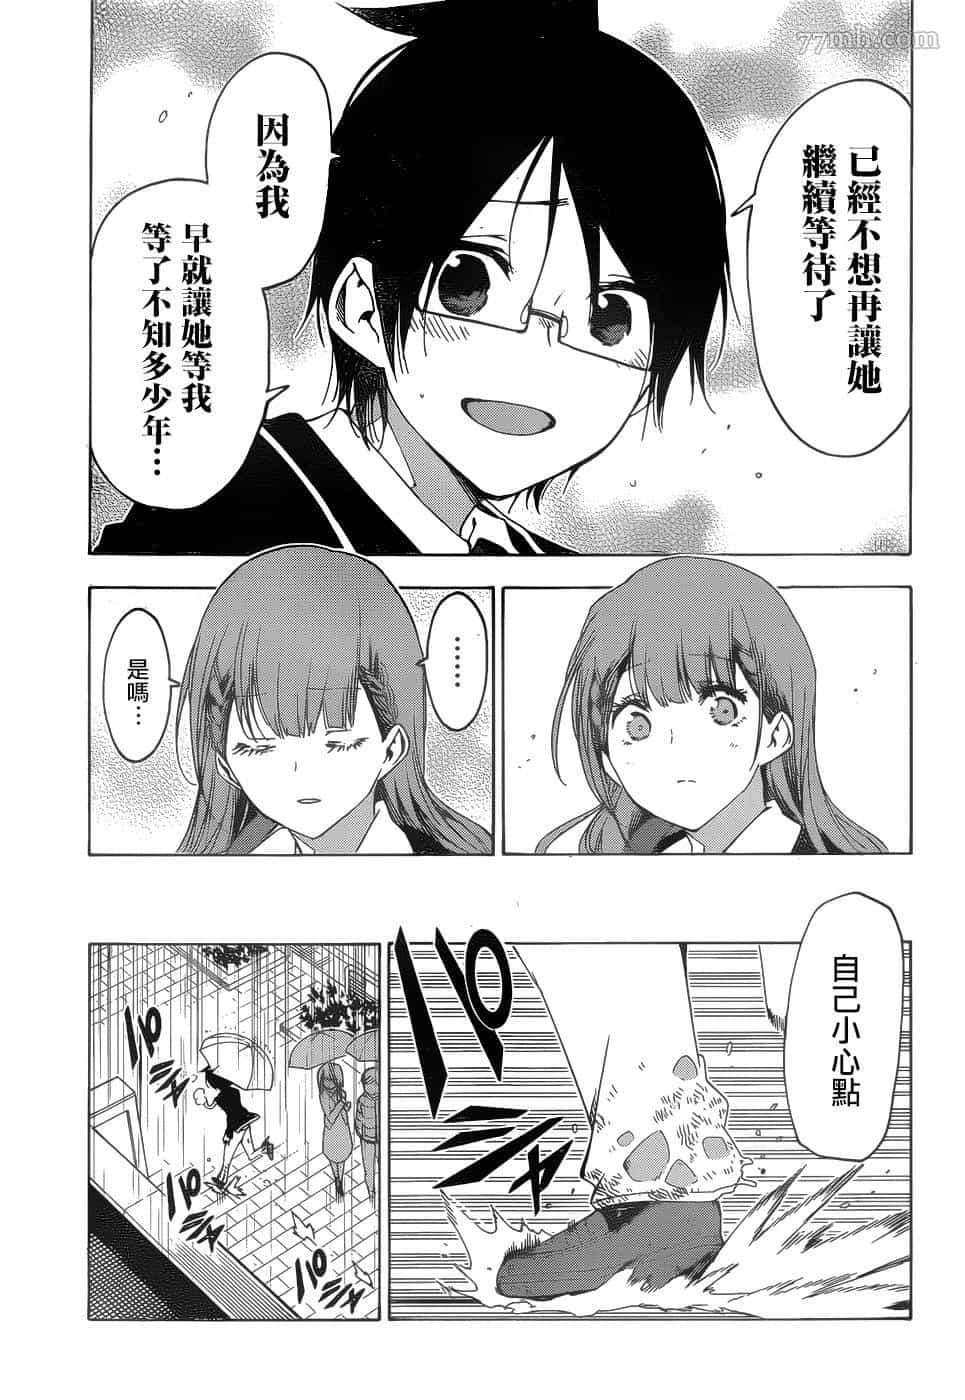 77mh.com
已經不想再讓她
繼續等待了
因為我
早就讓她等我
等了不知多少年…
……
是嗎…
自己小心點
パシャ
パシャ
パシャ
パシャ